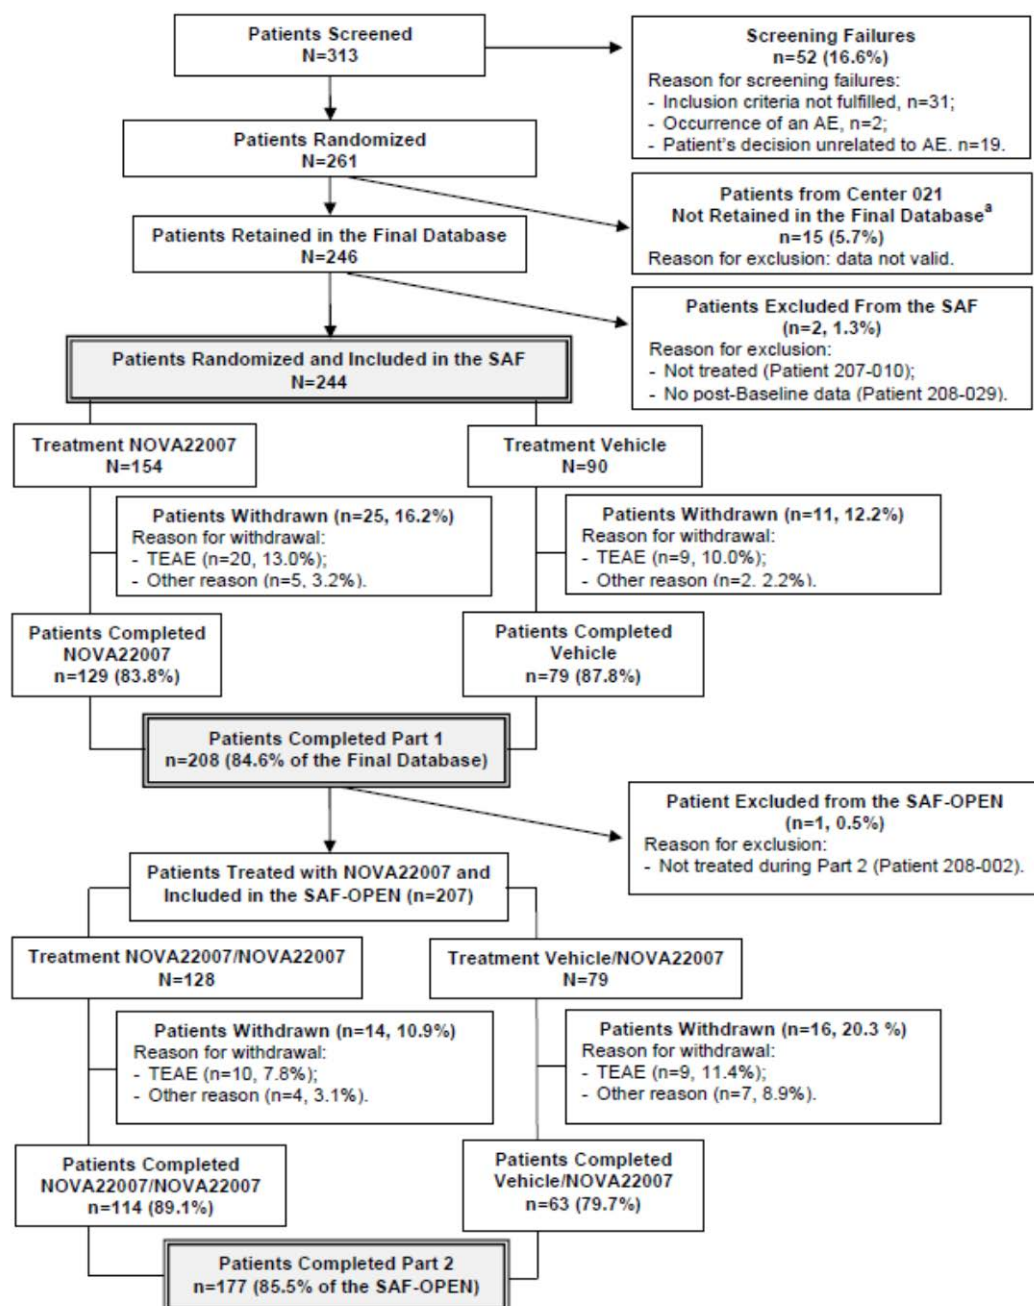 Patients Screened
N=313
Screening Failures
n=52 (16.6%)
Reason for screening failures:
- Inclusion criteria not fulfilled, n=31;
- Occurrence of an AE, n=2;
- Patient's decision unrelated to AE. n=19.
Patients Randomized
N=261
Patients from Center 021
Not Retained in the Final Databaseᵃ
n=15 (5.7%)
Reason for exclusion: data not valid.
Patients Retained in the Final Database
N=246
Patients Excluded From the SAF
(n=2, 1.3%)
Reason for exclusion:
- Not treated (Patient 207-010);
- No post-Baseline data (Patient 208-029).
Patients Randomized and Included in the SAF
N=244
Treatment NOVA22007
N=154
Treatment Vehicle
N=90
Patients Withdrawn (n=25, 16.2%)
Reason for withdrawal:
- TEAE (n=20, 13.0%);
- Other reason (n=5, 3.2%).
Patients Withdrawn (n=11, 12.2%)
Reason for withdrawal:
- TEAE (n=9, 10.0%);
- Other reason (n=2. 2.2%).
Patients Completed
NOVA22007
n=129 (83.8%)
Patients Completed
Vehicle
n=79 (87.8%)
Patients Completed Part 1
n=208 (84.6% of the Final Database)
Patient Excluded from the SAF-OPEN
(n=1, 0.5%)
Reason for exclusion:
- Not treated during Part 2 (Patient 208-002).
Patients Treated with NOVA22007 and
Included in the SAF-OPEN (n=207)
Treatment NOVA22007/NOVA22007
N=128
Treatment Vehicle/NOVA22007
N=79
Patients Withdrawn (n=14, 10.9%)
Reason for withdrawal:
- TEAE (n=10, 7.8%);
- Other reason (n=4, 3.1%).
Patients Withdrawn (n=16, 20.3 %)
Reason for withdrawal:
- TEAE (n=9, 11.4%);
- Other reason (n=7, 8.9%).
Patients Completed
NOVA22007/NOVA22007
n=114 (89.1%)
Patients Completed
Vehicle/NOVA22007
n=63 (79.7%)
Patients Completed Part 2
n=177 (85.5% of the SAF-OPEN)